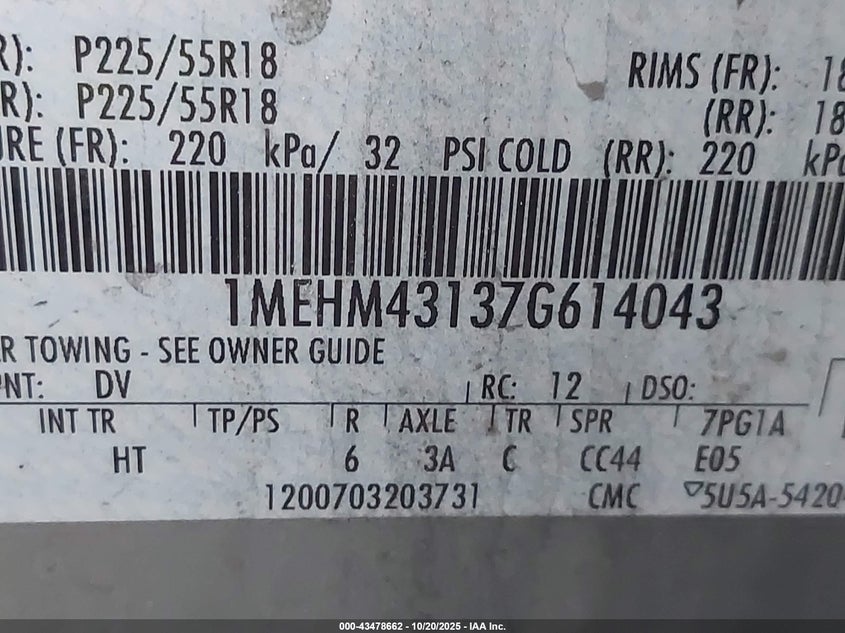 R): P225/55R18 RIMS (FR): 18
R): P225/55R18 (RR): 18
URE (FR): 220 kPa/ 32 PSI COLD (RR): 220 kPa
1MEHM43137G614043
R TOWING - SEE OWNER GUIDE
PNT: DV RC: 12 DSO:
INT TR TP/PS R AXLE TR SPR 7PG1A
HT 6 3A C CC44 E05
1200703203731 CMC ▽5U5A-5420
000-43478662 - 10/20/2025 - IAA Inc.